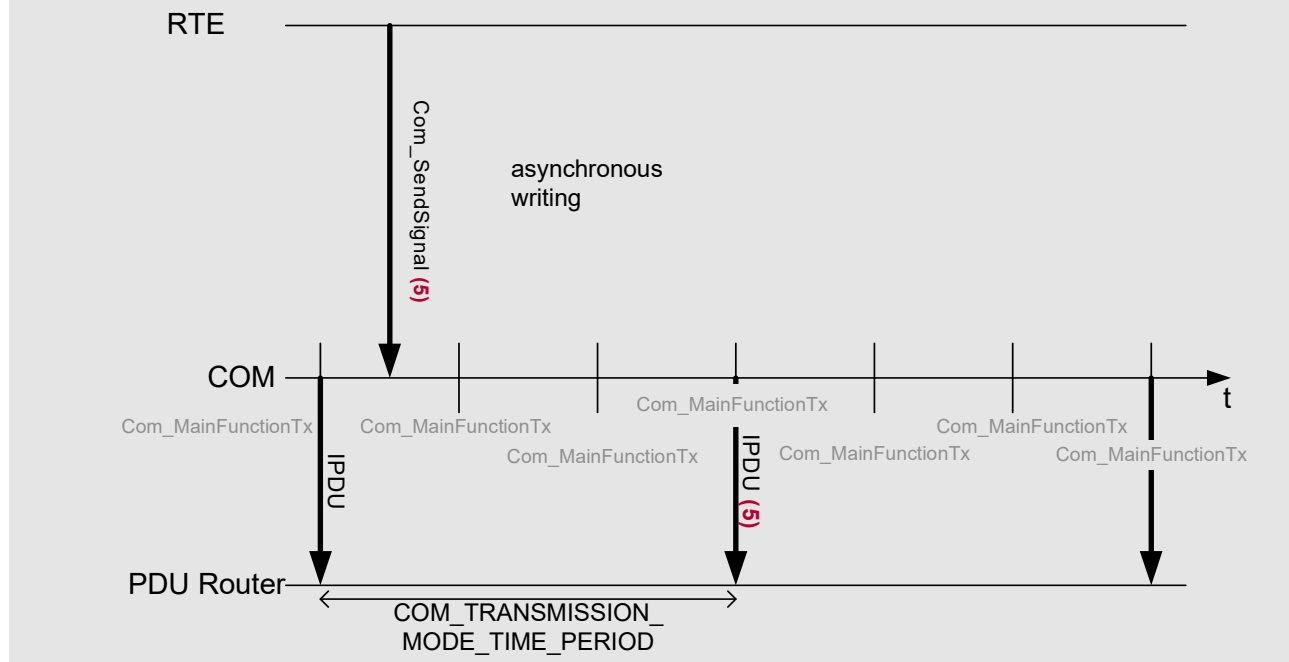 RTE
Com_SendSignal (5)
asynchronous
writing
COM
t
Com_MainFunctionTx
Com_MainFunctionTx
Com_MainFunctionTx
Com_MainFunctionTx
Com_MainFunctionTx
Com_MainFunctionTx
Com_MainFunctionTx
IPDU
IPDU (5)
PDU Router
COM_TRANSMISSION_
MODE_TIME_PERIOD